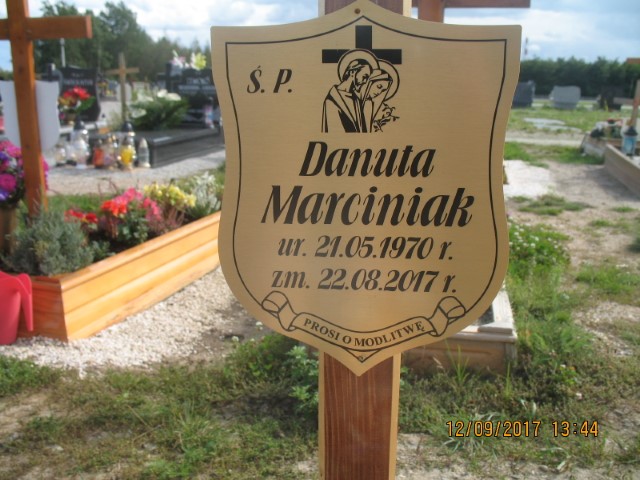 Ś. P.
Danuta
Marciniak
ur. 21.05.1970 r.
zm. 22.08.2017 r.
PROSI O MODLITWĘ
12/09/2017 13:44